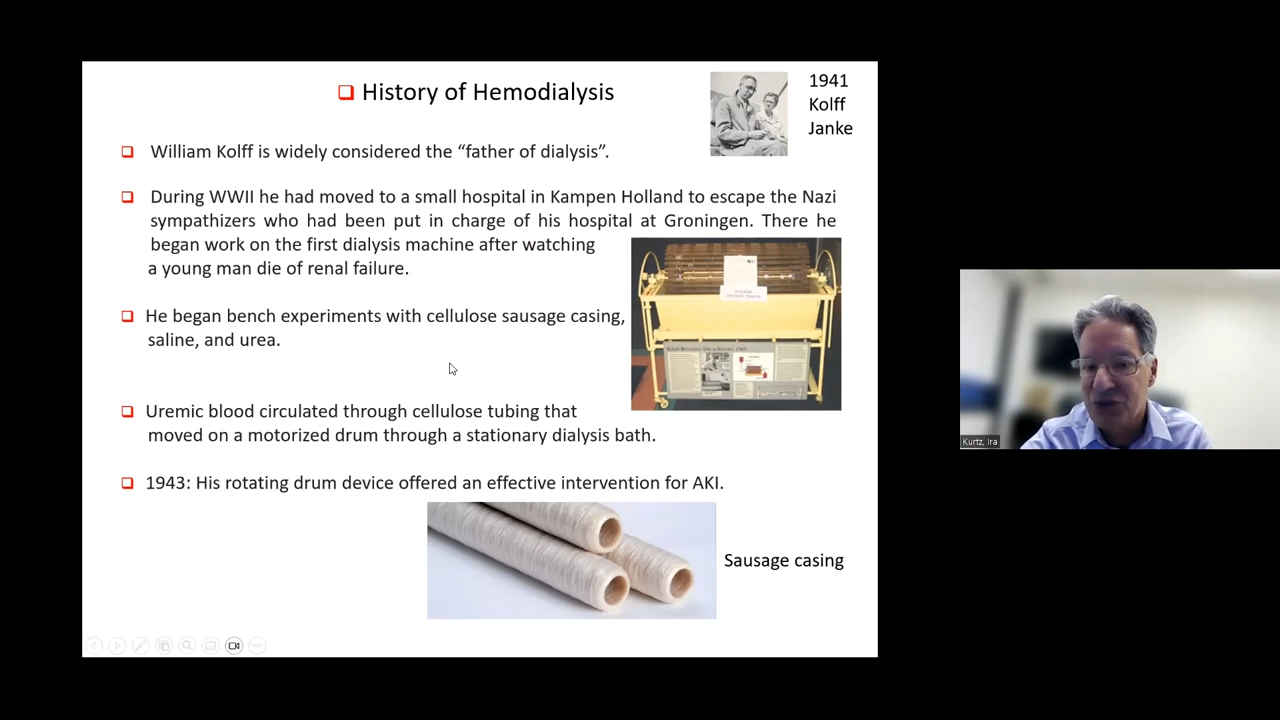 History of Hemodialysis
1941
Kolff
Janke
William Kolff is widely considered the “father of dialysis”.
During WWII he had moved to a small hospital in Kampen Holland to escape the Nazi
sympathizers who had been put in charge of his hospital at Groningen. There he
began work on the first dialysis machine after watching
a young man die of renal failure.
He began bench experiments with cellulose sausage casing,
saline, and urea.
Uremic blood circulated through cellulose tubing that
moved on a motorized drum through a stationary dialysis bath.
1943: His rotating drum device offered an effective intervention for AKI.
Sausage casing
Kurtz, Ira